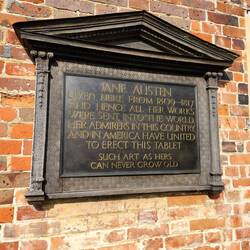 JANE AUSTEN
LIVED HERE FROM 1809-1817
AND HENCE ALL HER WORKS
WERE SENT INTO THE WORLD
HER ADMIRERS IN THIS COUNTRY
AND IN AMERICA HAVE UNITED
TO ERECT THIS TABLET
SUCH ART AS HERS
CAN NEVER GROW OLD